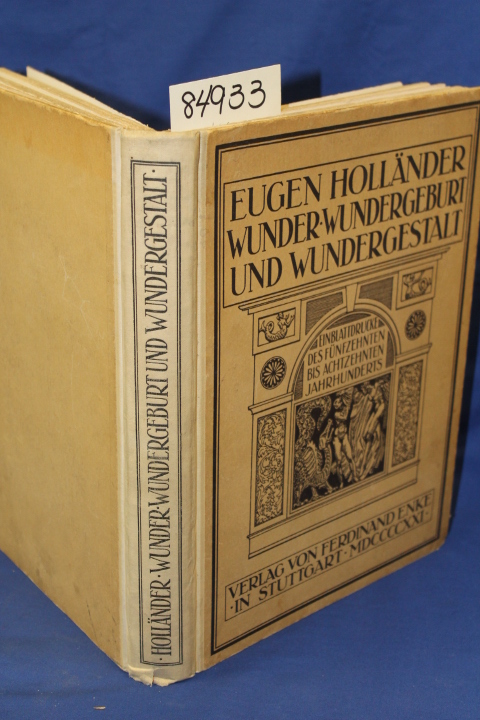 84933
HOLLÄNDER · WUNDER-WUNDERGEBURT UND WUNDERGESTALT ·
EUGEN HOLLÄNDER
WUNDER-WUNDERGEBURT
UND WUNDERGESTALT
EINBLATTDRUCKE
DES FÜNFZEHNTEN
BIS ACHTZEHNTEN
JAHRHUNDERTS
VERLAG VON FERDINAND ENKE
· IN STUTTGART · MDCCCCXXI ·